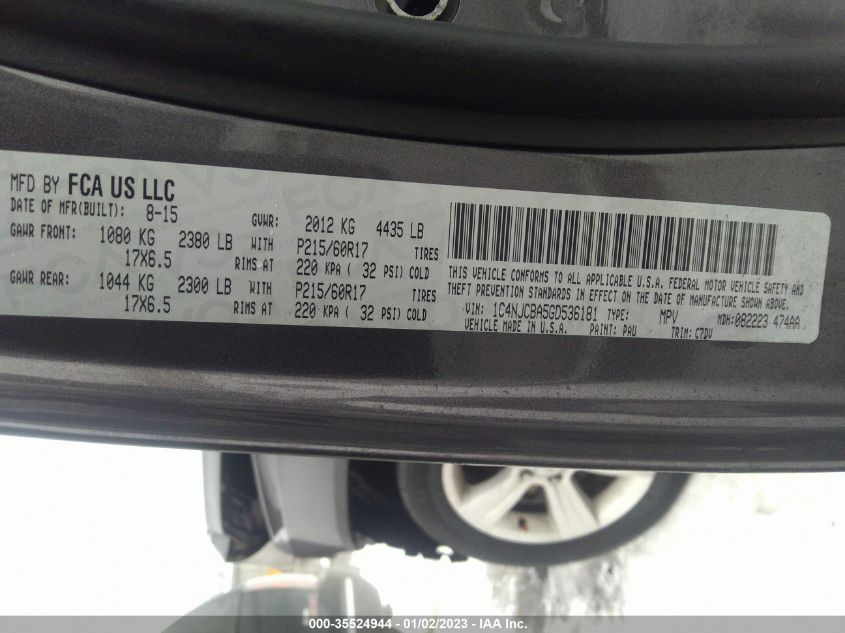 MFD BY FCA US LLC
DATE OF MFR(BUILT): 8-15 GVWR: 2012 KG 4435 LB
GAWR FRONT: 1080 KG 2380 LB WITH P215/60R17 TIRES
17X6.5 RIMS AT 220 KPA ( 32 PSI) COLD
GAWR REAR: 1044 KG 2300 LB WITH P215/60R17 TIRES
17X6.5 RIMS AT 220 KPA ( 32 PSI) COLD
THIS VEHICLE CONFORMS TO ALL APPLICABLE U.S.A. FEDERAL MOTOR VEHICLE SAFETY AND
THEFT PREVENTION STANDARDS IN EFFECT ON THE DATE OF MANUFACTURE SHOWN ABOVE.
VIN: 1C4NJCBA5GD536181 TYPE: MPV MDH:082223 474AA
VEHICLE MADE IN U.S.A. PAINT: PAU TRIM: C7DV
000-35524944 - 01/02/2023 - IAA Inc.